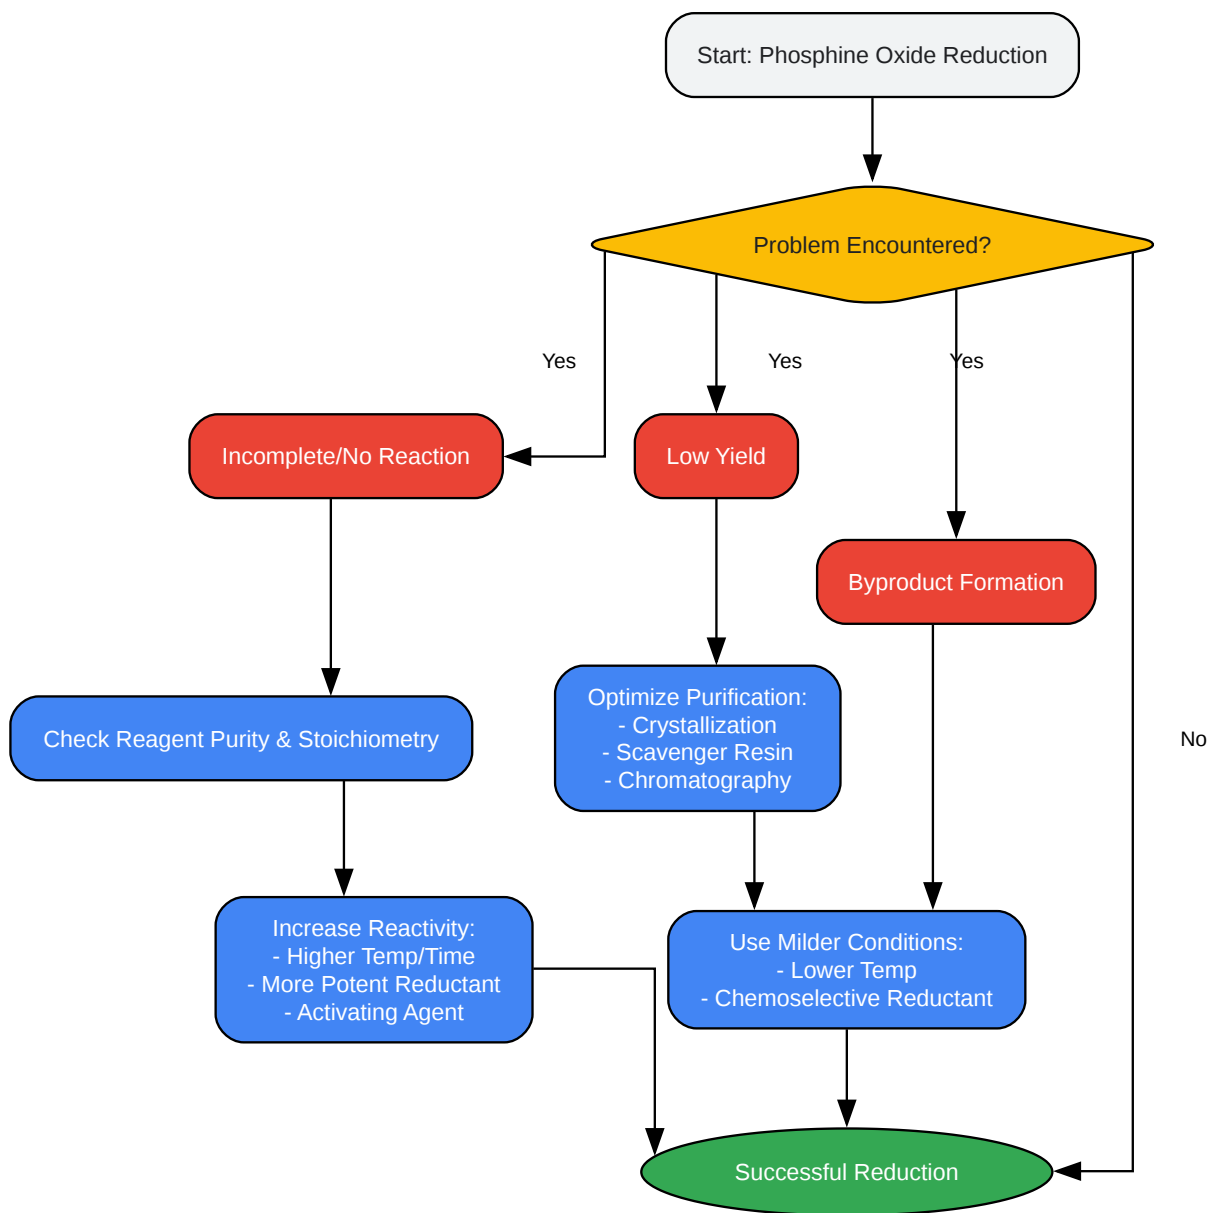 Start: Phosphine Oxide Reduction
Problem Encountered?
Yes
Yes
Yes
Incomplete/No Reaction
Low Yield
Byproduct Formation
Optimize Purification:
- Crystallization
- Scavenger Resin
- Chromatography
Check Reagent Purity & Stoichiometry
No
Increase Reactivity:
- Higher Temp/Time
- More Potent Reductant
- Activating Agent
Use Milder Conditions:
- Lower Temp
- Chemoselective Reductant
Successful Reduction